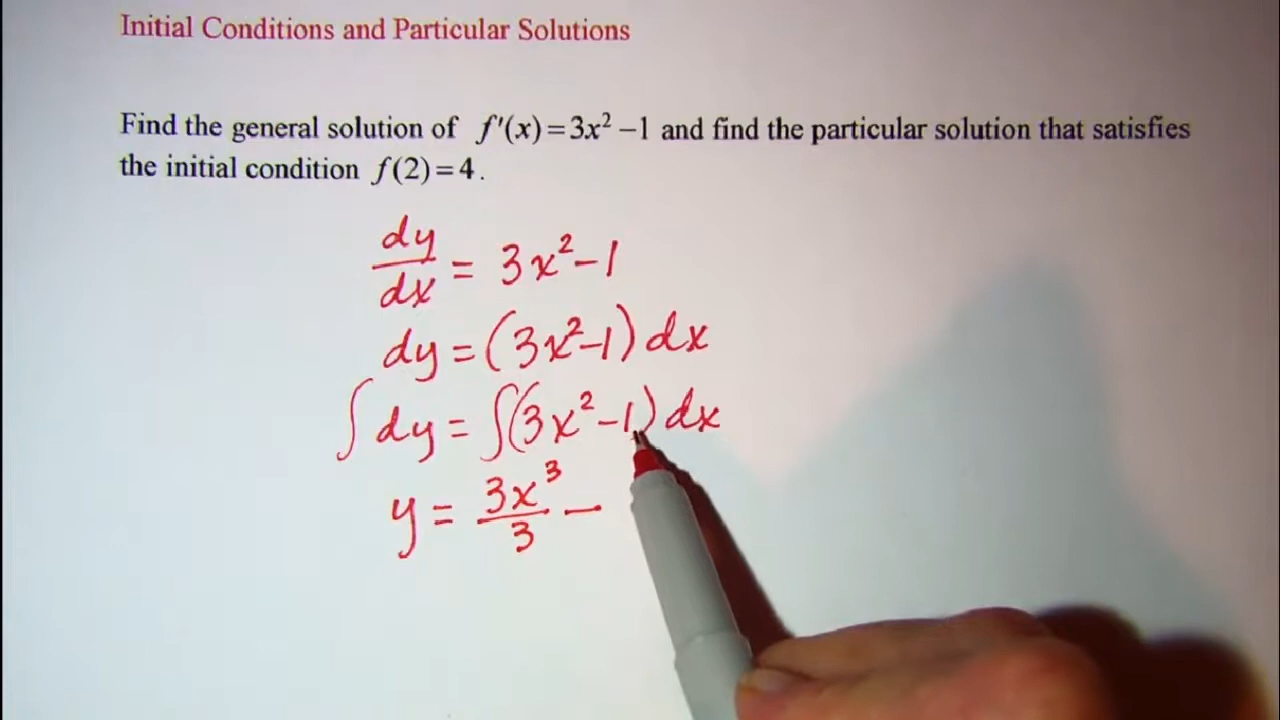 Initial Conditions and Particular Solutions
Find the general solution of f'(x)=3x²−1 and find the particular solution that satisfies
the initial condition f(2)=4.
dy/dx = 3x²−1
dy = (3x²−1) dx
∫dy = ∫(3x²−1) dx
y = 3x³/3 −